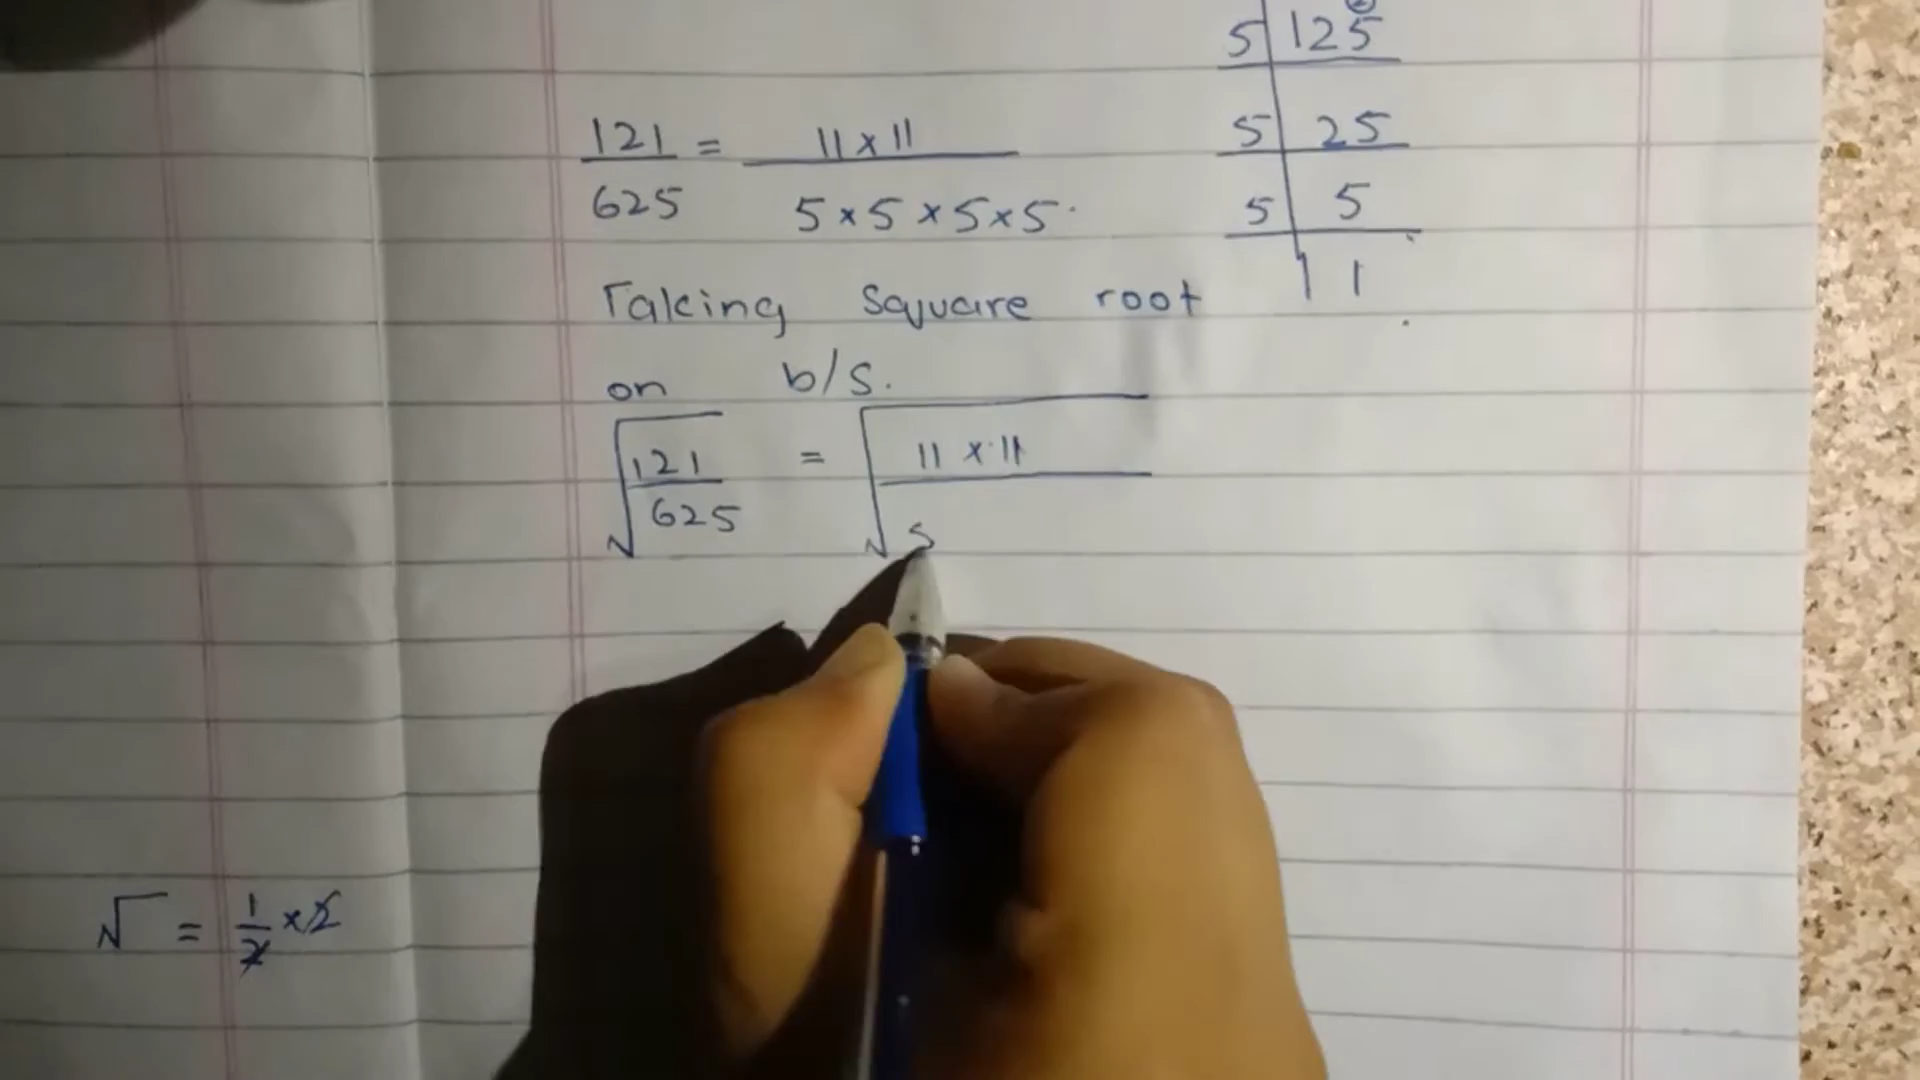 5 | 125
121/625 = 11 x 11 / 5 x 5 x 5 x 5
5 | 25
5 | 5
1 1
Taking Square root
on b/s.
√121/625 = √11 x 11 / 5
√ = 1/2 x 2